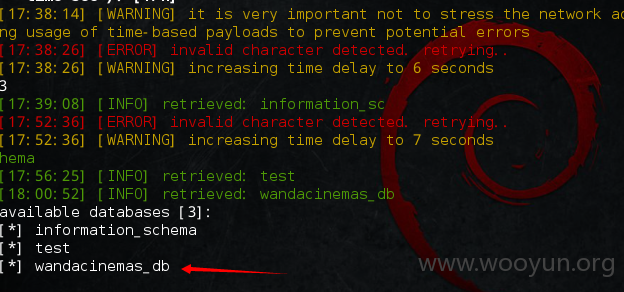 [17:38:14] [WARNING] it is very important not to stress the network ad
ng usage of time-based payloads to prevent potential errors
[17:38:26] [ERROR] invalid character detected. retrying..
[17:38:26] [WARNING] increasing time delay to 6 seconds
3
[17:39:08] [INFO] retrieved: information_sc
[17:52:36] [ERROR] invalid character detected. retrying..
[17:52:36] [WARNING] increasing time delay to 7 seconds
hema
[17:56:25] [INFO] retrieved: test
[18:00:52] [INFO] retrieved: wandacinemas_db
available databases [3]:
[*] information_schema
[*] test
[*] wandacinemas_db
www.wooyun.org